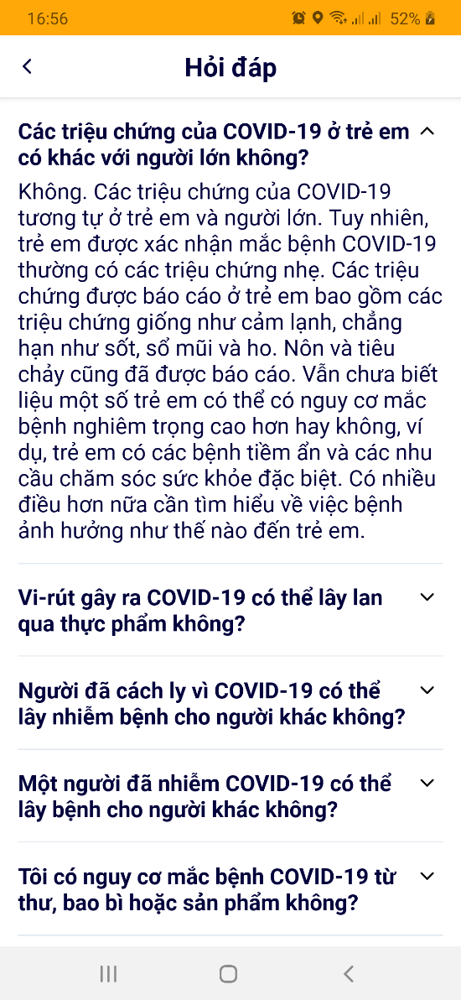 16:56
52%
Hỏi đáp
Các triệu chứng của COVID-19 ở trẻ em
có khác với người lớn không?
Không. Các triệu chứng của COVID-19
tương tự ở trẻ em và người lớn. Tuy nhiên,
trẻ em được xác nhận mắc bệnh COVID-19
thường có các triệu chứng nhẹ. Các triệu
chứng được báo cáo ở trẻ em bao gồm các
triệu chứng giống như cảm lạnh, chẳng
hạn như sốt, sổ mũi và ho. Nôn và tiêu
chảy cũng đã được báo cáo. Vẫn chưa biết
liệu một số trẻ em có thể có nguy cơ mắc
bệnh nghiêm trọng cao hơn hay không, ví
dụ, trẻ em có các bệnh tiềm ẩn và các nhu
cầu chăm sóc sức khỏe đặc biệt. Có nhiều
điều hơn nữa cần tìm hiểu về việc bệnh
ảnh hưởng như thế nào đến trẻ em.
Vi-rút gây ra COVID-19 có thể lây lan
qua thực phẩm không?
Người đã cách ly vì COVID-19 có thể
lây nhiễm bệnh cho người khác không?
Một người đã nhiễm COVID-19 có thể
lây bệnh cho người khác không?
Tôi có nguy cơ mắc bệnh COVID-19 từ
thư, bao bì hoặc sản phẩm không?